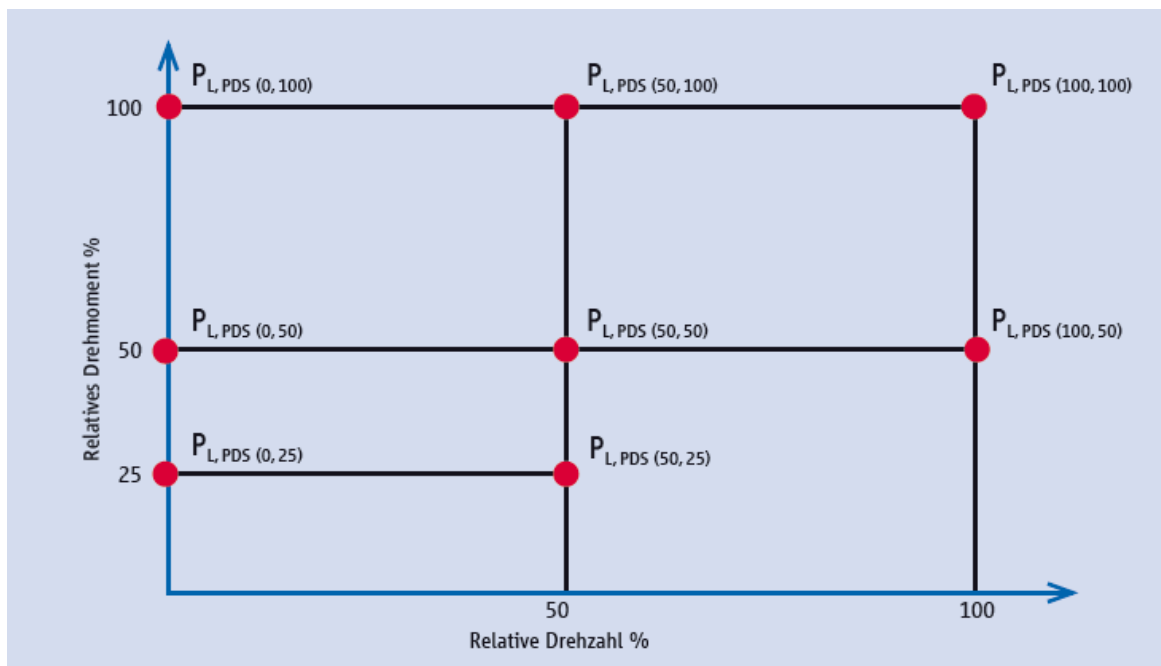 P L, PDS (0, 100)
P L, PDS (50, 100)
P L, PDS (100, 100)
100
Relatives Drehmoment %
P L, PDS (0, 50)
P L, PDS (50, 50)
P L, PDS (100, 50)
50
P L, PDS (0, 25)
P L, PDS (50, 25)
25
50
100
Relative Drehzahl %